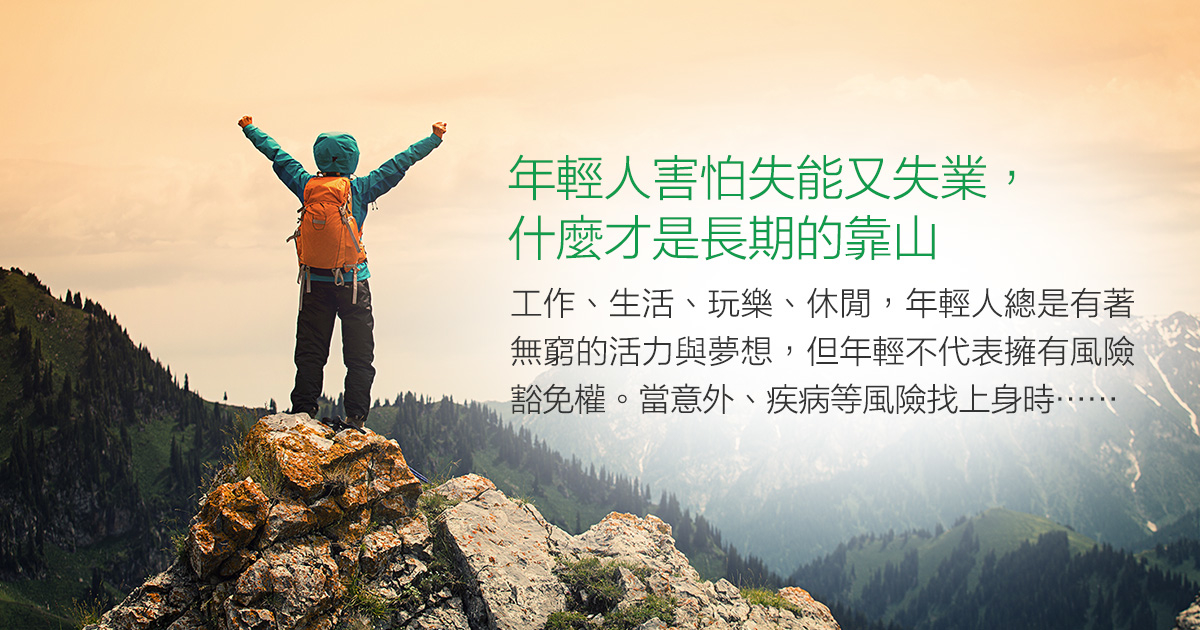 年輕人害怕失能又失業，
什麼才是長期的靠山
工作、生活、玩樂、休閒，年輕人總是有著
無窮的活力與夢想，但年輕不代表擁有風險
豁免權。當意外、疾病等風險找上身時……